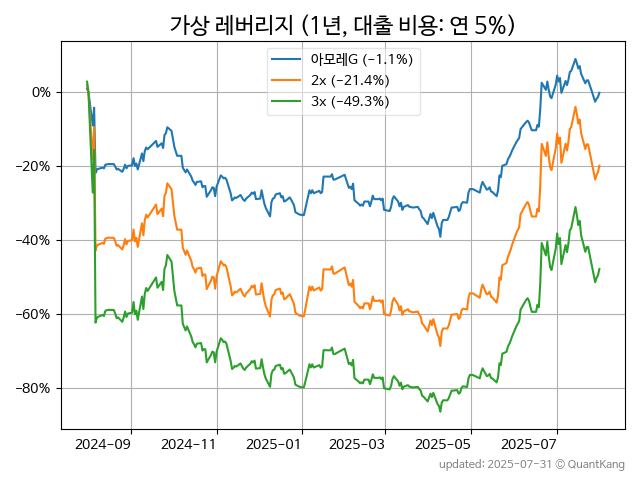 가상 레버리지 (1년, 대출 비용: 연 5%)
아모레G (−1.1%)
2x (−21.4%)
3x (−49.3%)
0%
−20%
−40%
−60%
−80%
2024−09 2024−11 2025−01 2025−03 2025−05 2025−07
updated: 2025-07-31 © QuantKang